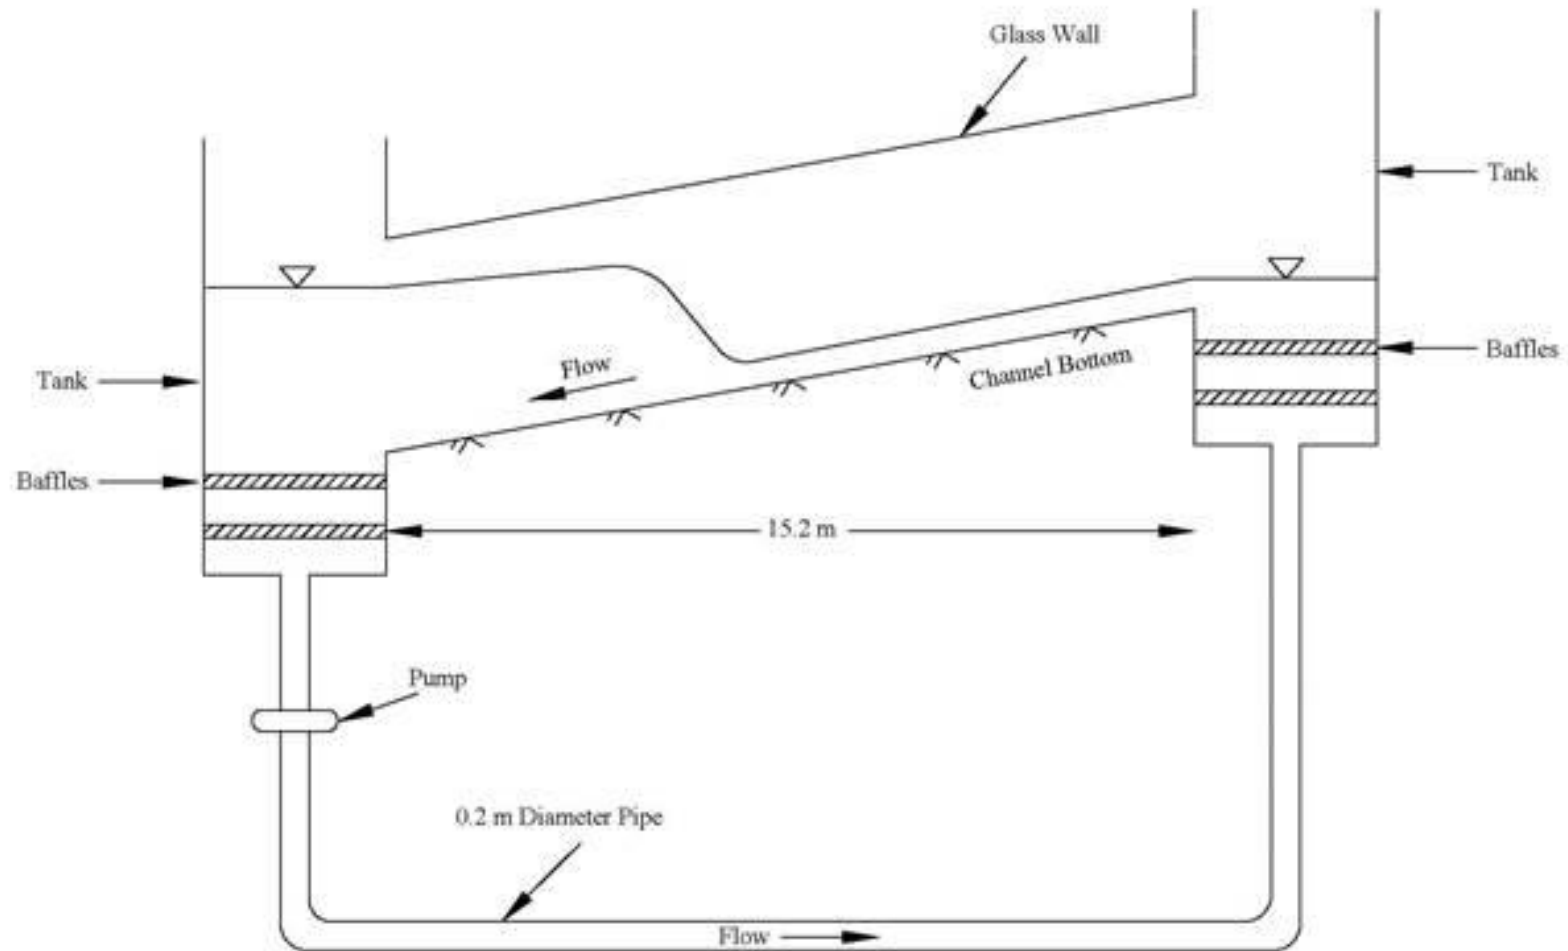 Glass Wall
Tank
Flow
Channel Bottom
Baffles
Tank
Baffles
15.2 m
Pump
0.2 m Diameter Pipe
Flow